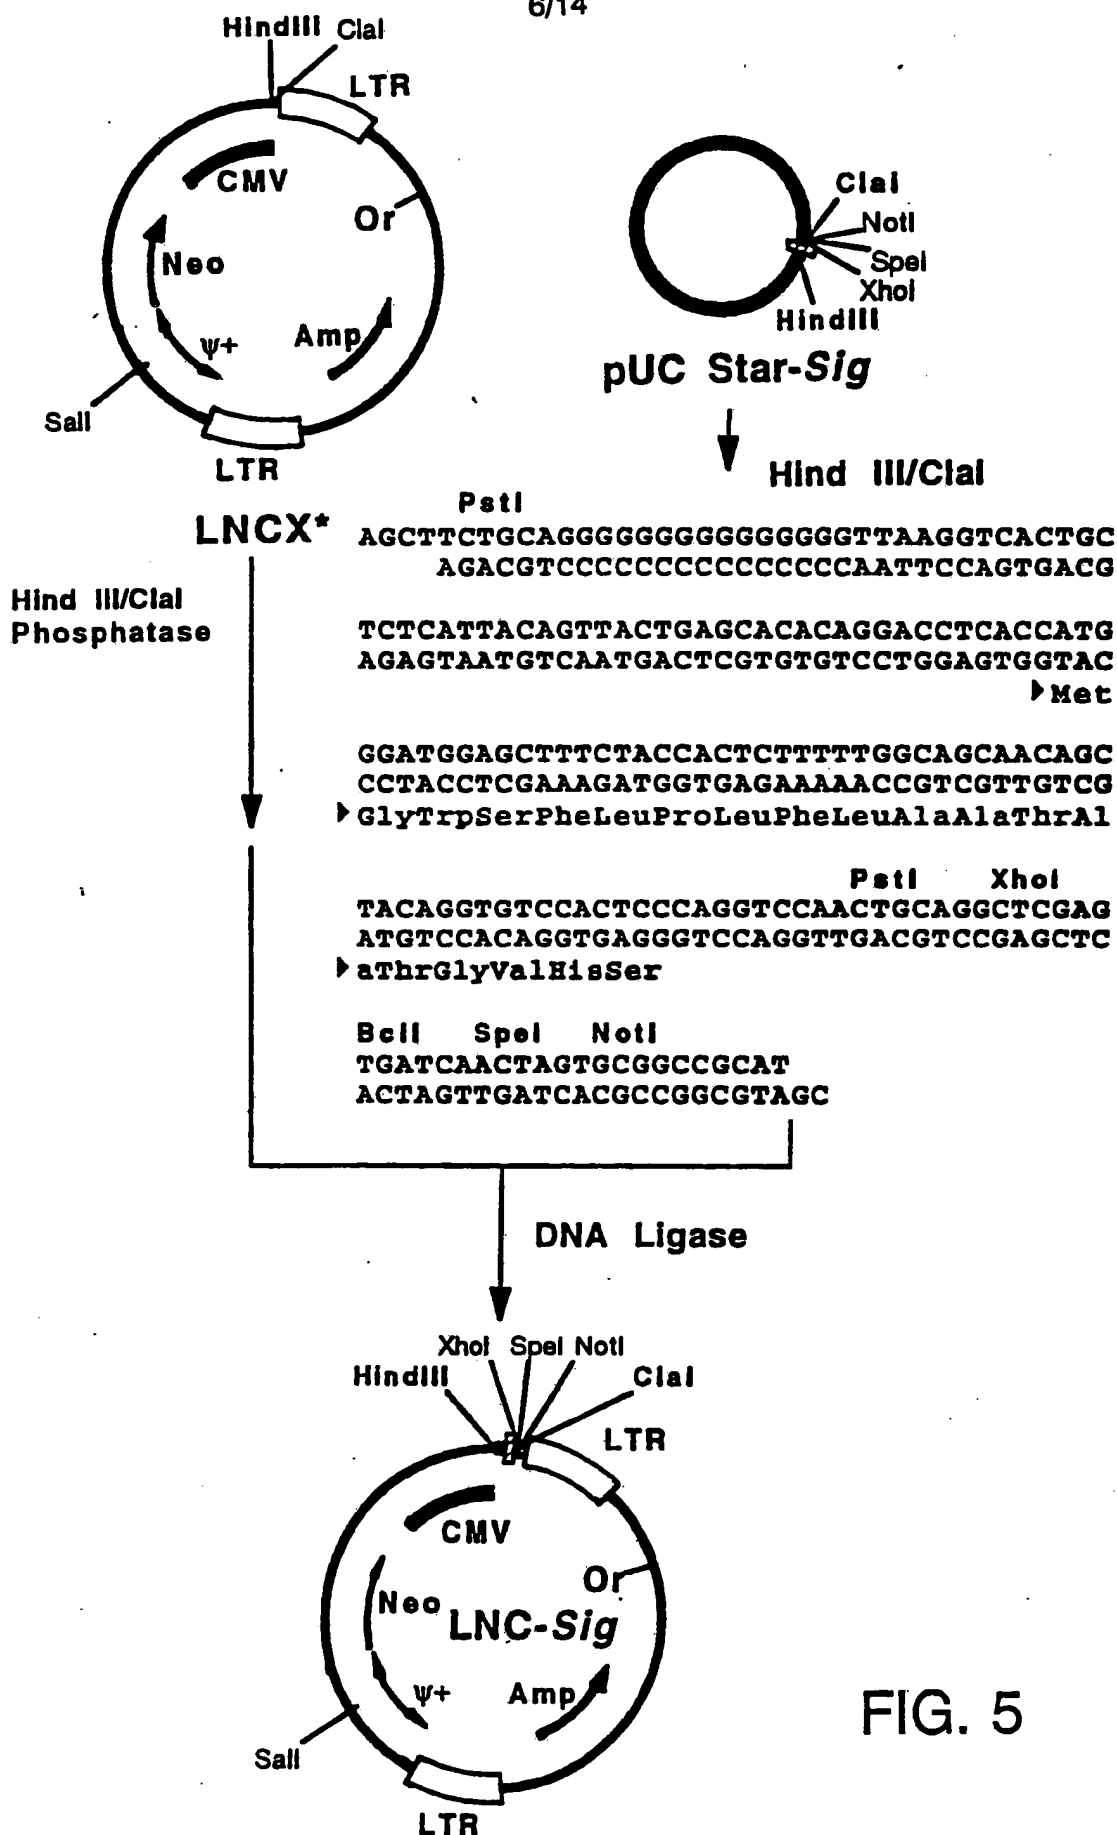 6/14
HindIII ClaI
LTR
CMV
Or
Neo
Amp
ψ+
SalI
LTR
LNCX*
ClaI
NotI
SpeI
XhoI
HindIII
pUC Star-Sig
Hind III/ClaI
Hind III/ClaI
Phosphatase
PstI
AGCTTCTGCAGGGGGGGGGGGGGGGGTTAAGGTCACTGC
AGACGTCCCCCCCCCCCCCCCCAATTCCAGTGACG
TCTCATTACAGTTACTGAGCACACAGGACCTCACCATG
AGAGTAATGTCAATGACTCGTGTGTCCTGGAGTGGTAC
Met
GGATGGAGCTTTCTACCACTCTTTTTGGCAGCAACAGC
CCTACCTCGAAAGATGGTGAGAAAAACCGTCGTTGTCG
GlyTrpSerPheLeuProLeuPheLeuAlaAlaThrAl
PstI XhoI
TACAGGTGTCCACTCCCAGGTCCAACTGCAGGCTCGAG
ATGTCCACAGGTGAGGGTCCAGGTTGACGTCCGAGCTC
aThrGlyValHisSer
BclI SpeI NotI
TGATCAACTAGTGCGGCCGCAT
ACTAGTTGATCACGCCGGCGTAGC
DNA Ligase
XhoI SpeI NotI
HindIII ClaI
LTR
CMV
Or
Neo
LNC-Sig
ψ+
Amp
SalI
LTR
FIG. 5